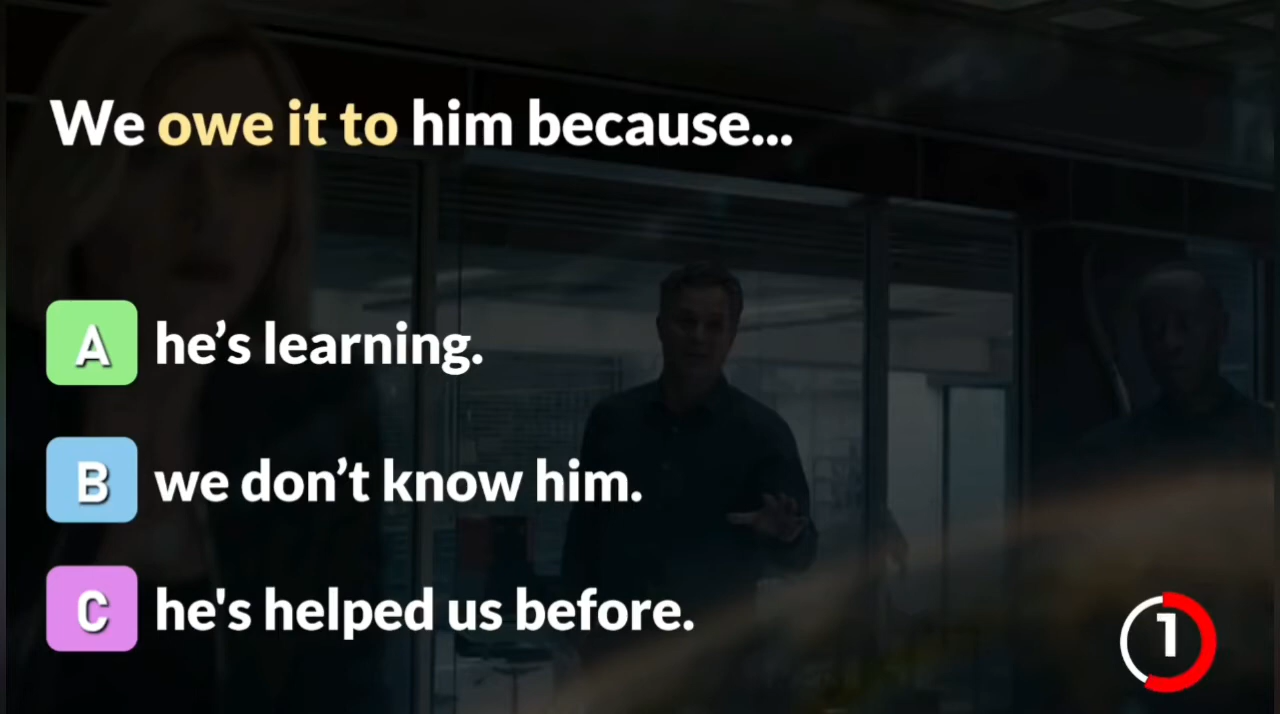 We owe it to him because...
A he’s learning.
B we don’t know him.
C he's helped us before.
1